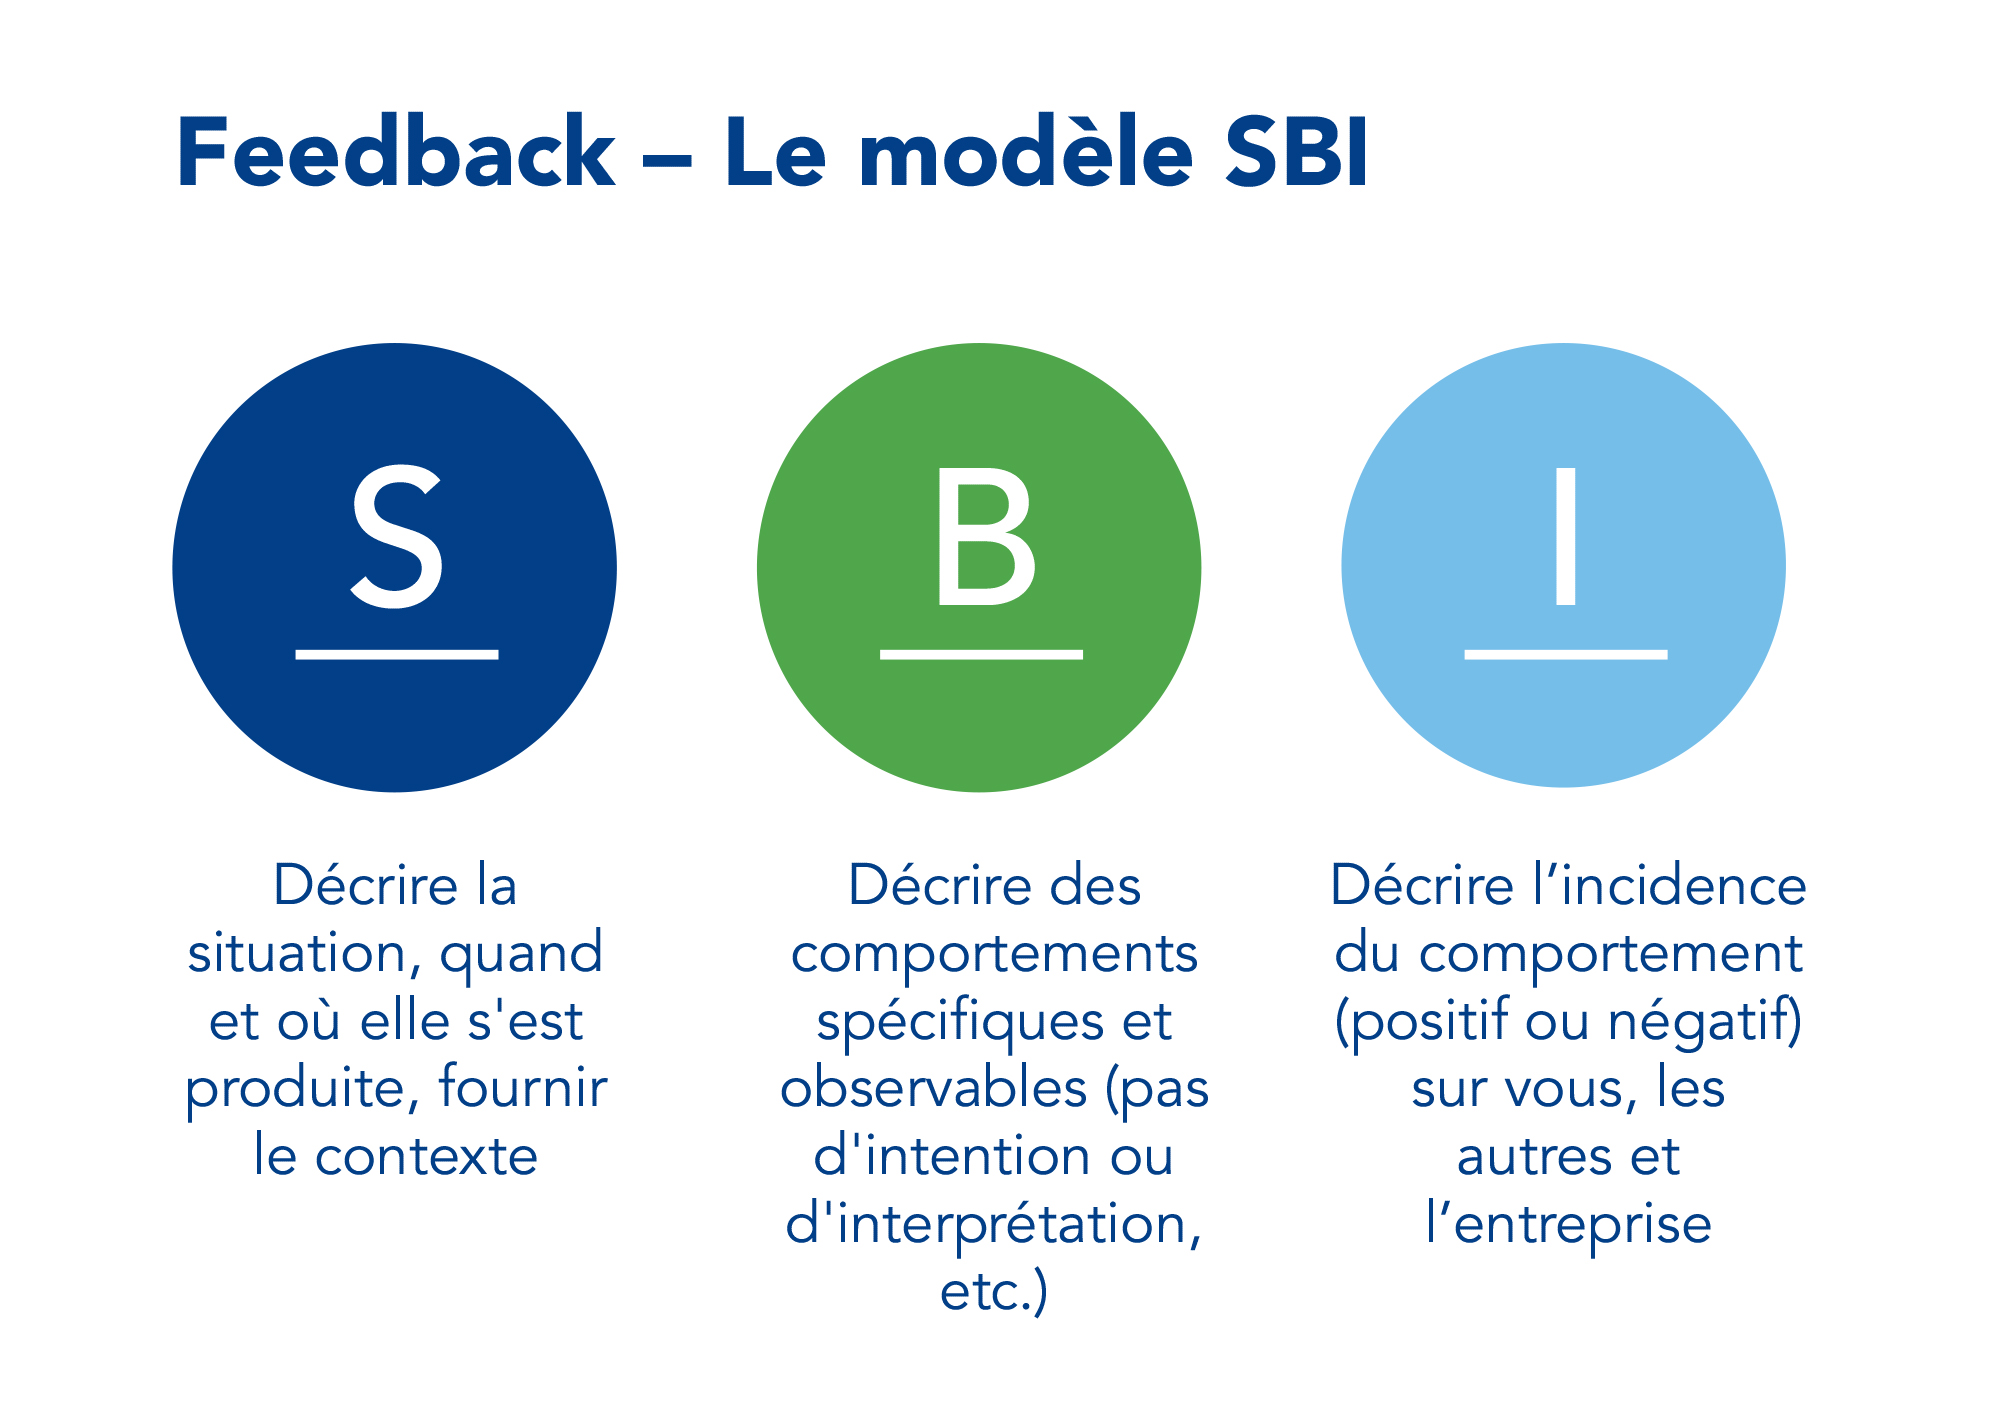 Feedback – Le modèle SBI
S
Décrire la
situation, quand
et où elle s'est
produite, fournir
le contexte
B
Décrire des
comportements
spécifiques et
observables (pas
d'intention ou
d'interprétation,
etc.)
I
Décrire l’incidence
du comportement
(positif ou négatif)
sur vous, les
autres et
l’entreprise